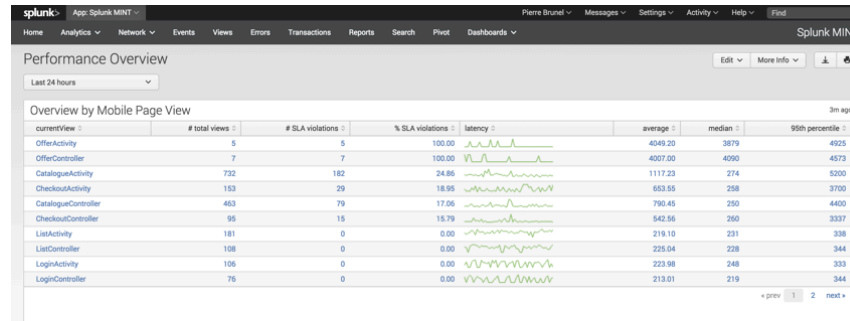 splunk> App: Splunk MINT Pierre Brunel Messages Settings Activity Help Find
Home Analytics Network Events Views Errors Transactions Reports Search Pivot Dashboards Splunk MIN
Performance Overview Edit More Info
Last 24 hours
Overview by Mobile Page View 3m ago
currentView # total views # SLA violations % SLA violations latency average median 95th percentile
OfferActivity 5 5 100.00 4049.20 3879 4925
OfferController 7 7 100.00 4007.00 4090 4573
CatalogueActivity 732 182 24.86 1117.23 274 5200
CheckoutActivity 153 29 18.95 653.55 258 3700
CatalogueController 463 79 17.06 790.45 250 4400
CheckoutController 95 15 15.79 542.56 260 3337
ListActivity 181 0 0.00 219.10 231 338
ListController 108 0 0.00 225.04 228 344
LoginActivity 106 0 0.00 223.98 248 333
LoginController 76 0 0.00 213.01 219 344
« prev 1 2 next »